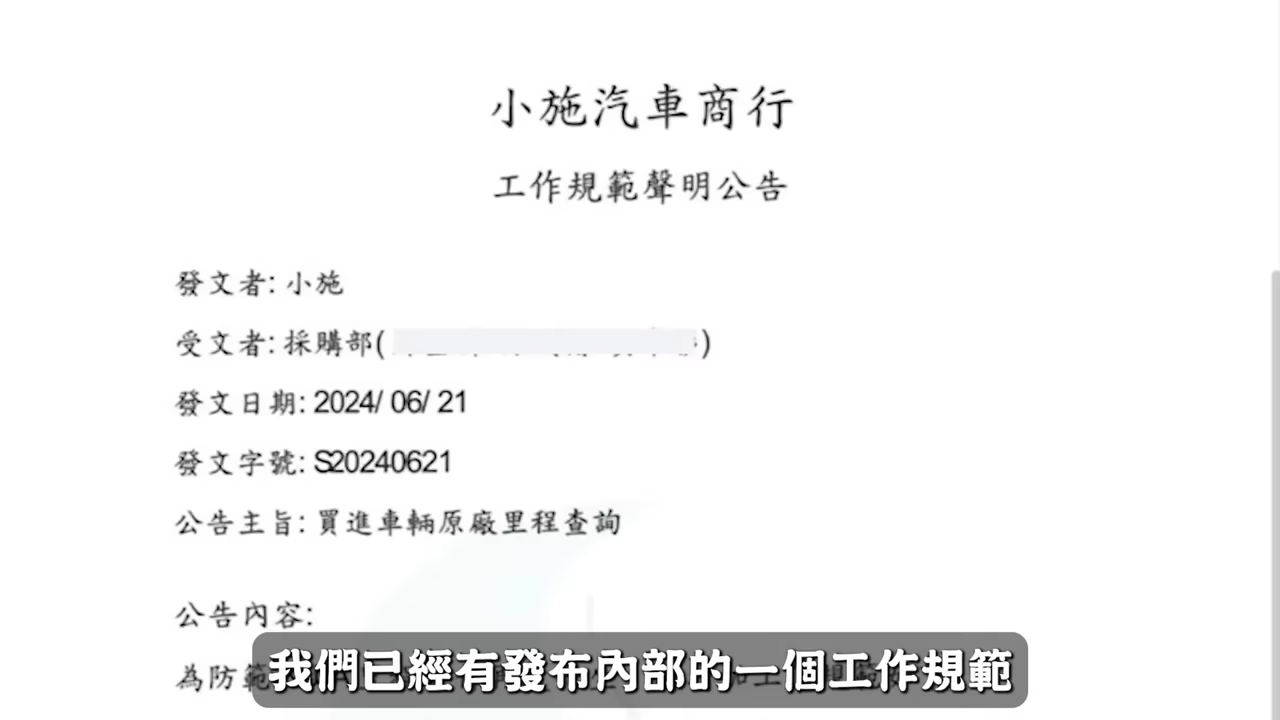 小施汽車商行
工作規範聲明公告
發文者: 小施
受文者: 採購部( )
發文日期: 2024/ 06/ 21
發文字號: S20240621
公告主旨: 買進車輛原廠里程查詢
公告內容:
為防範
我們已經有發布內部的一個工作規範